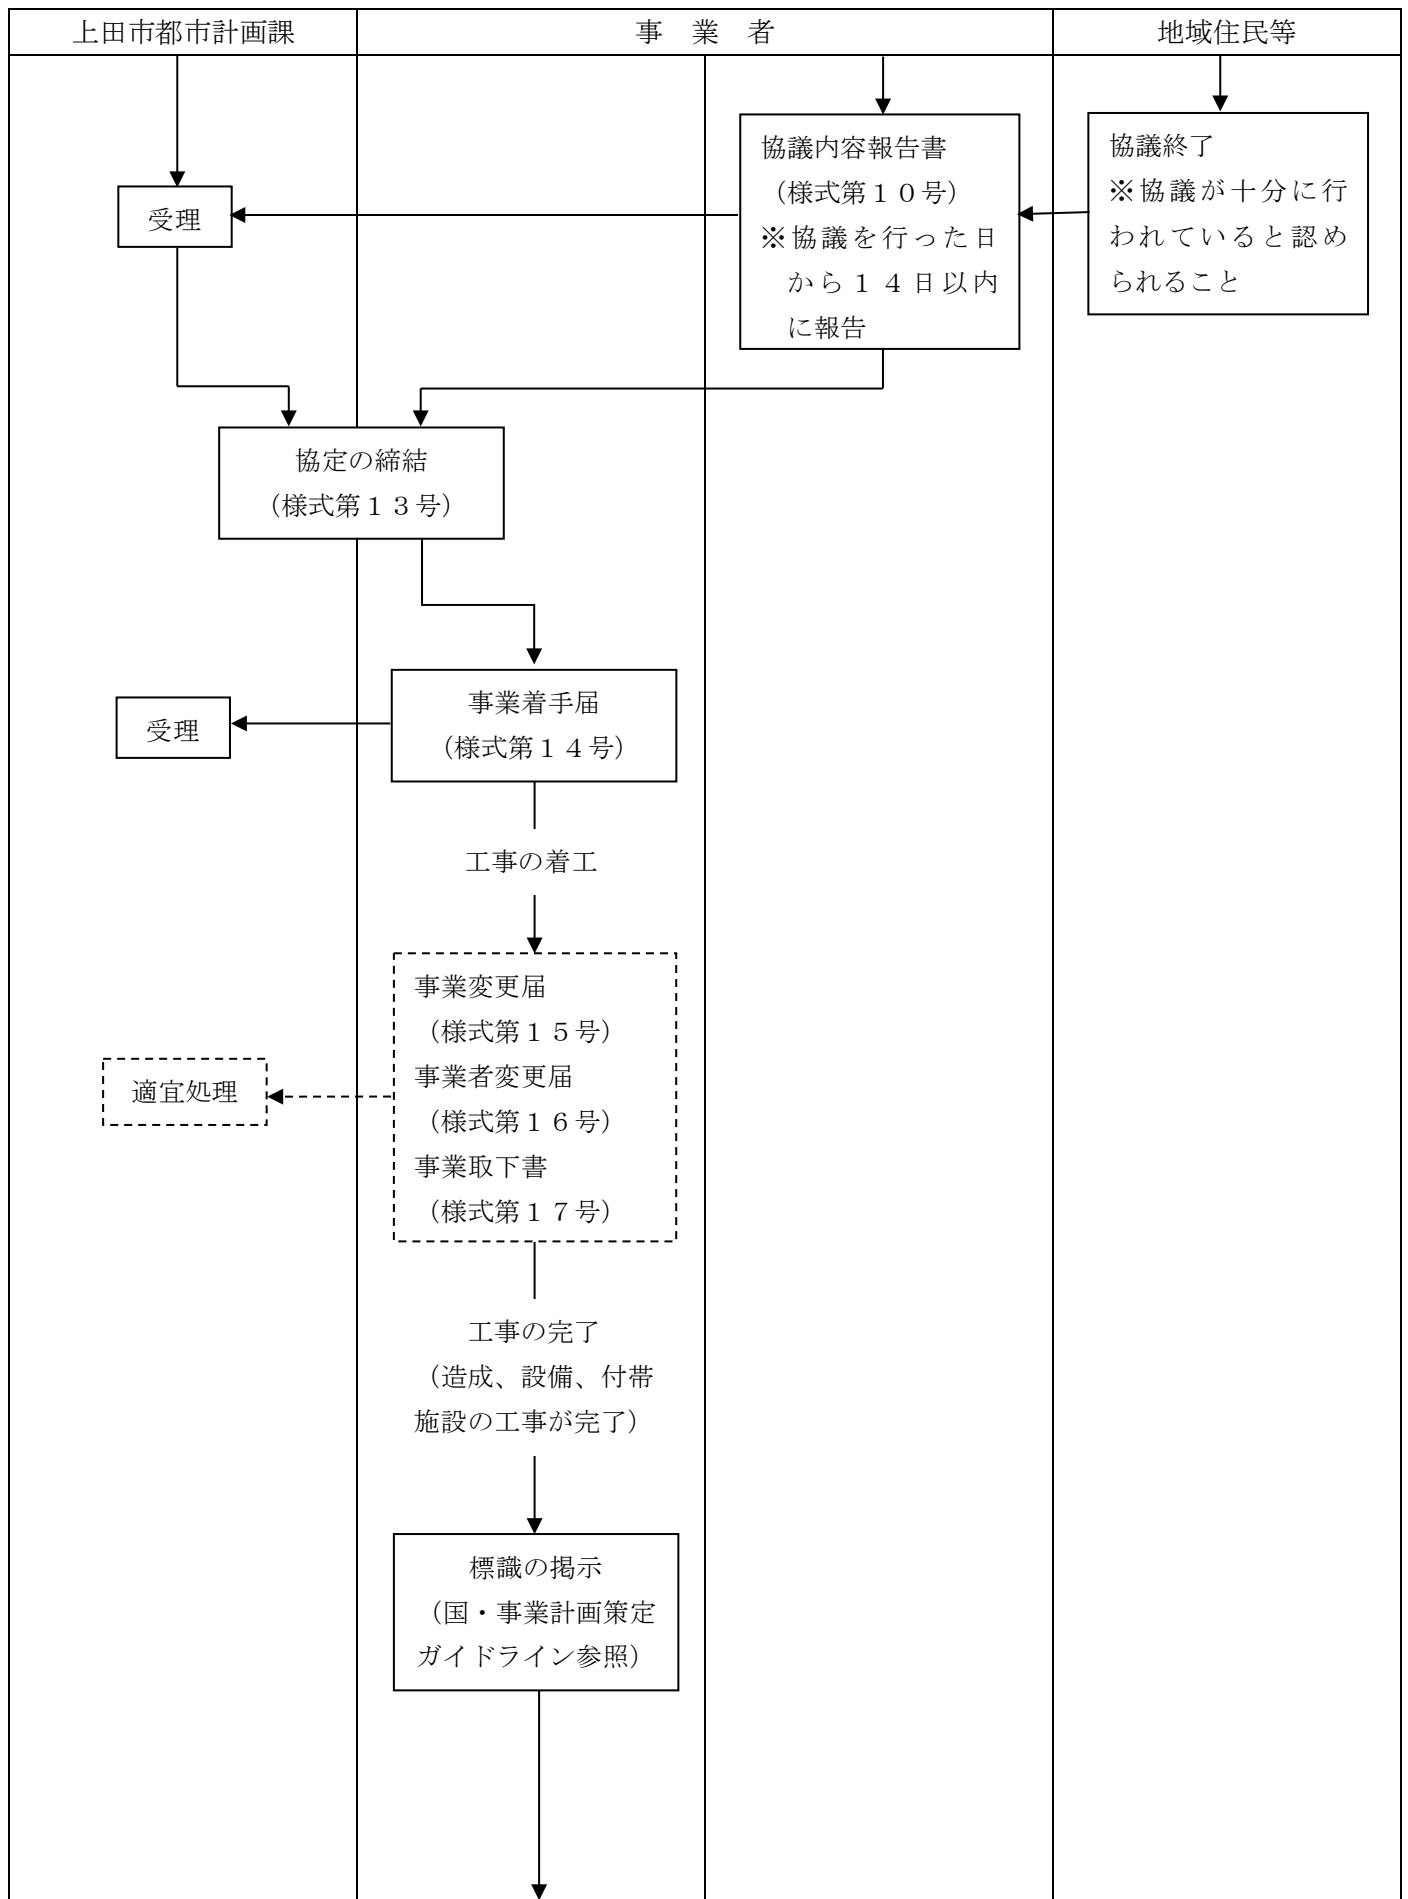 上田市都市計画課
事　業　者
地域住民等
協議内容報告書
（様式第１０号）
※協議を行った日
から１４日以内
に報告
協議終了
※協議が十分に行
われていると認め
られること
受理
協定の締結
（様式第１３号）
事業着手届
（様式第１４号）
受理
工事の着工
事業変更届
（様式第１５号）
事業者変更届
（様式第１６号）
事業取下書
（様式第１７号）
適宜処理
工事の完了
（造成、設備、付帯
施設の工事が完了）
標識の掲示
（国・事業計画策定
ガイドライン参照）